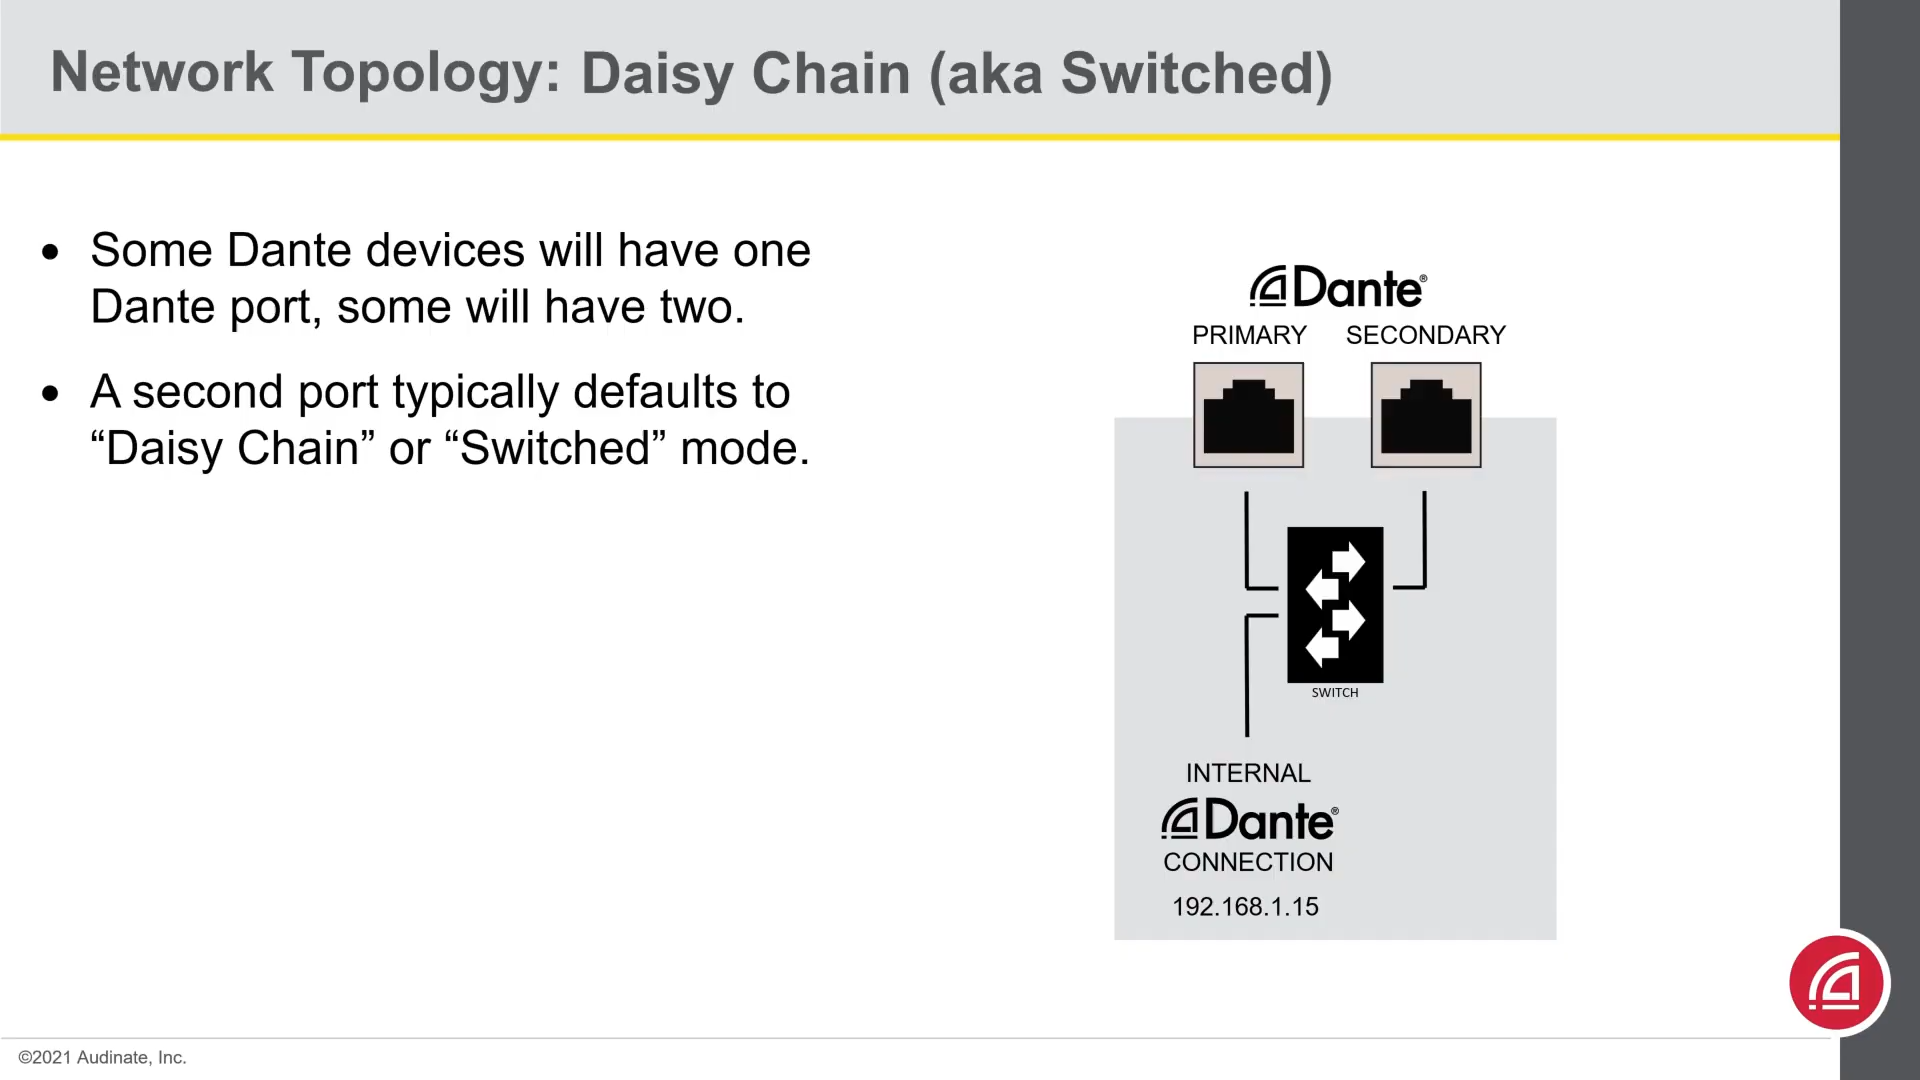 Network Topology: Daisy Chain (aka Switched)
• Some Dante devices will have one
Dante port, some will have two.
• A second port typically defaults to
“Daisy Chain” or “Switched” mode.
Dante®
PRIMARY SECONDARY
SWITCH
INTERNAL
Dante®
CONNECTION
192.168.1.15
©2021 Audinate, Inc.